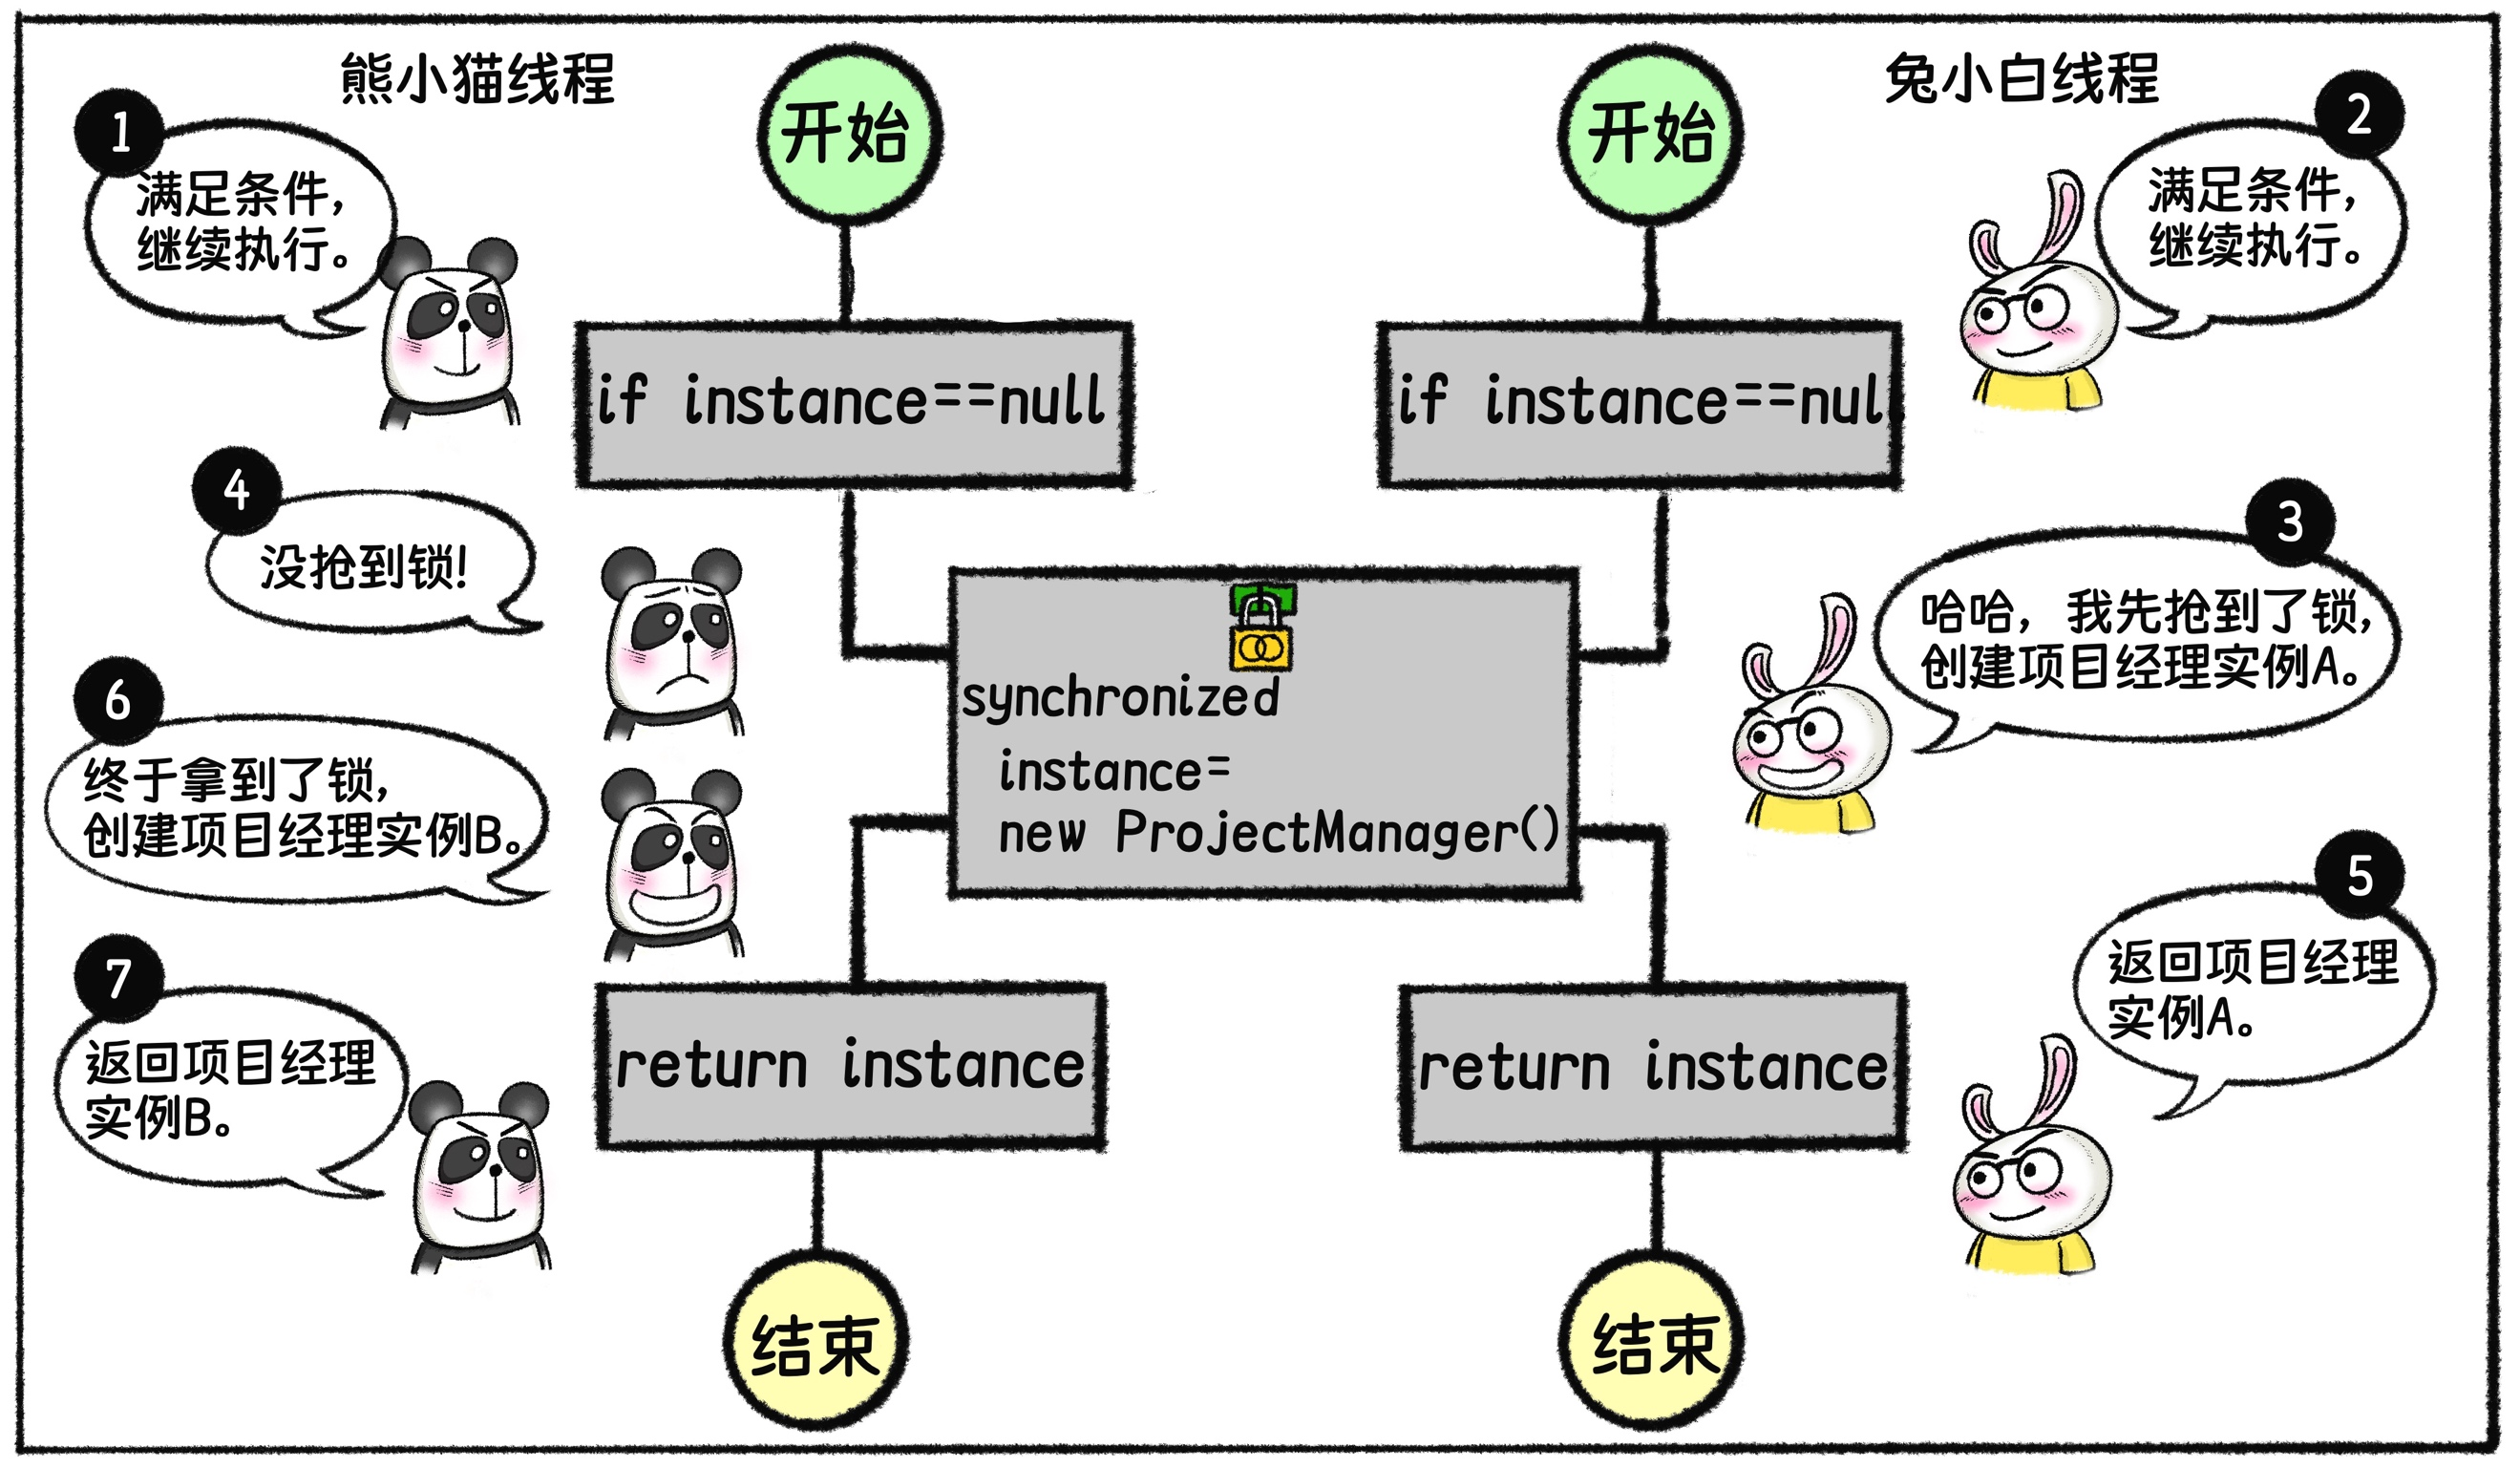 熊小猫线程
兔小白线程
开始
开始
1
满足条件,
继续执行。
2
满足条件,
继续执行。
if instance==null
if instance==nul
4
没抢到锁!
3
哈哈，我先抢到了锁,
创建项目经理实例A。
synchronized
instance=
new ProjectManager()
6
终于拿到了锁,
创建项目经理实例B。
5
返回项目经理
实例A。
7
返回项目经理
实例B。
return instance
return instance
结束
结束